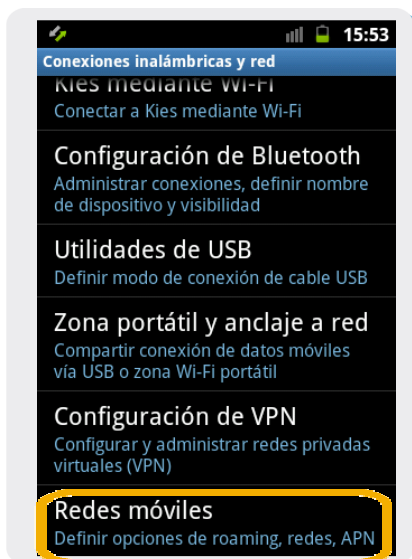 15:53
Conexiones inalámbricas y red
Kies mediante Wi-Fi
Conectar a Kies mediante Wi-Fi
Configuración de Bluetooth
Administrar conexiones, definir nombre
de dispositivo y visibilidad
Utilidades de USB
Definir modo de conexión de cable USB
Zona portátil y anclaje a red
Compartir conexión de datos móviles
vía USB o zona Wi-Fi portátil
Configuración de VPN
Configurar y administrar redes privadas
virtuales (VPN)
Redes móviles
Definir opciones de roaming, redes, APN